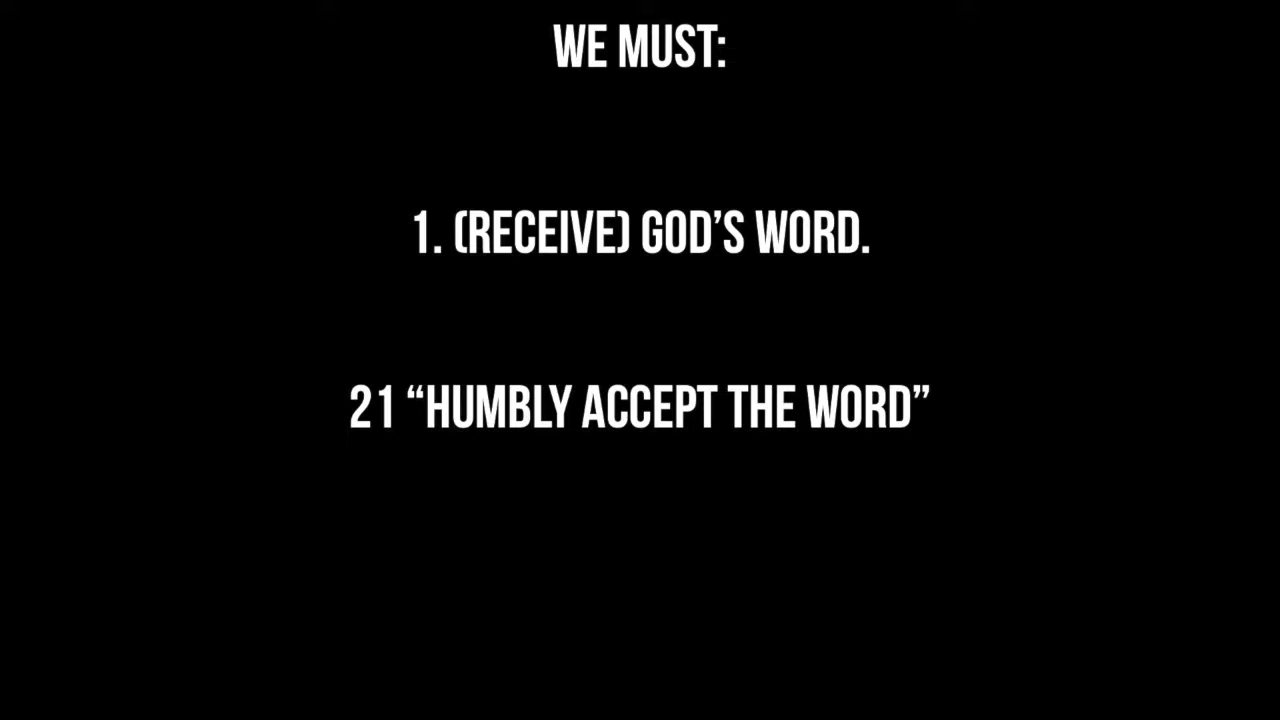 WE MUST:
1. (RECEIVE) GOD’S WORD.
21 “HUMBLY ACCEPT THE WORD”